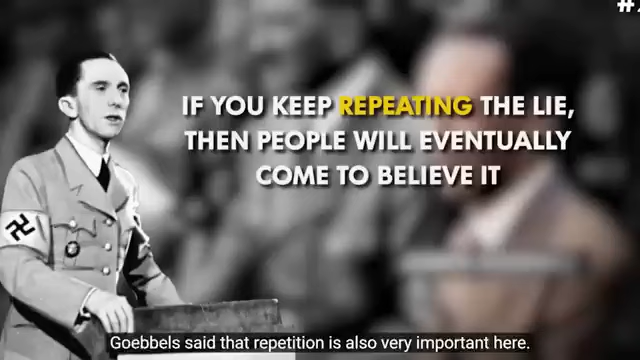 IF YOU KEEP REPEATING THE LIE,
THEN PEOPLE WILL EVENTUALLY
COME TO BELIEVE IT
Goebbels said that repetition is also very important here.